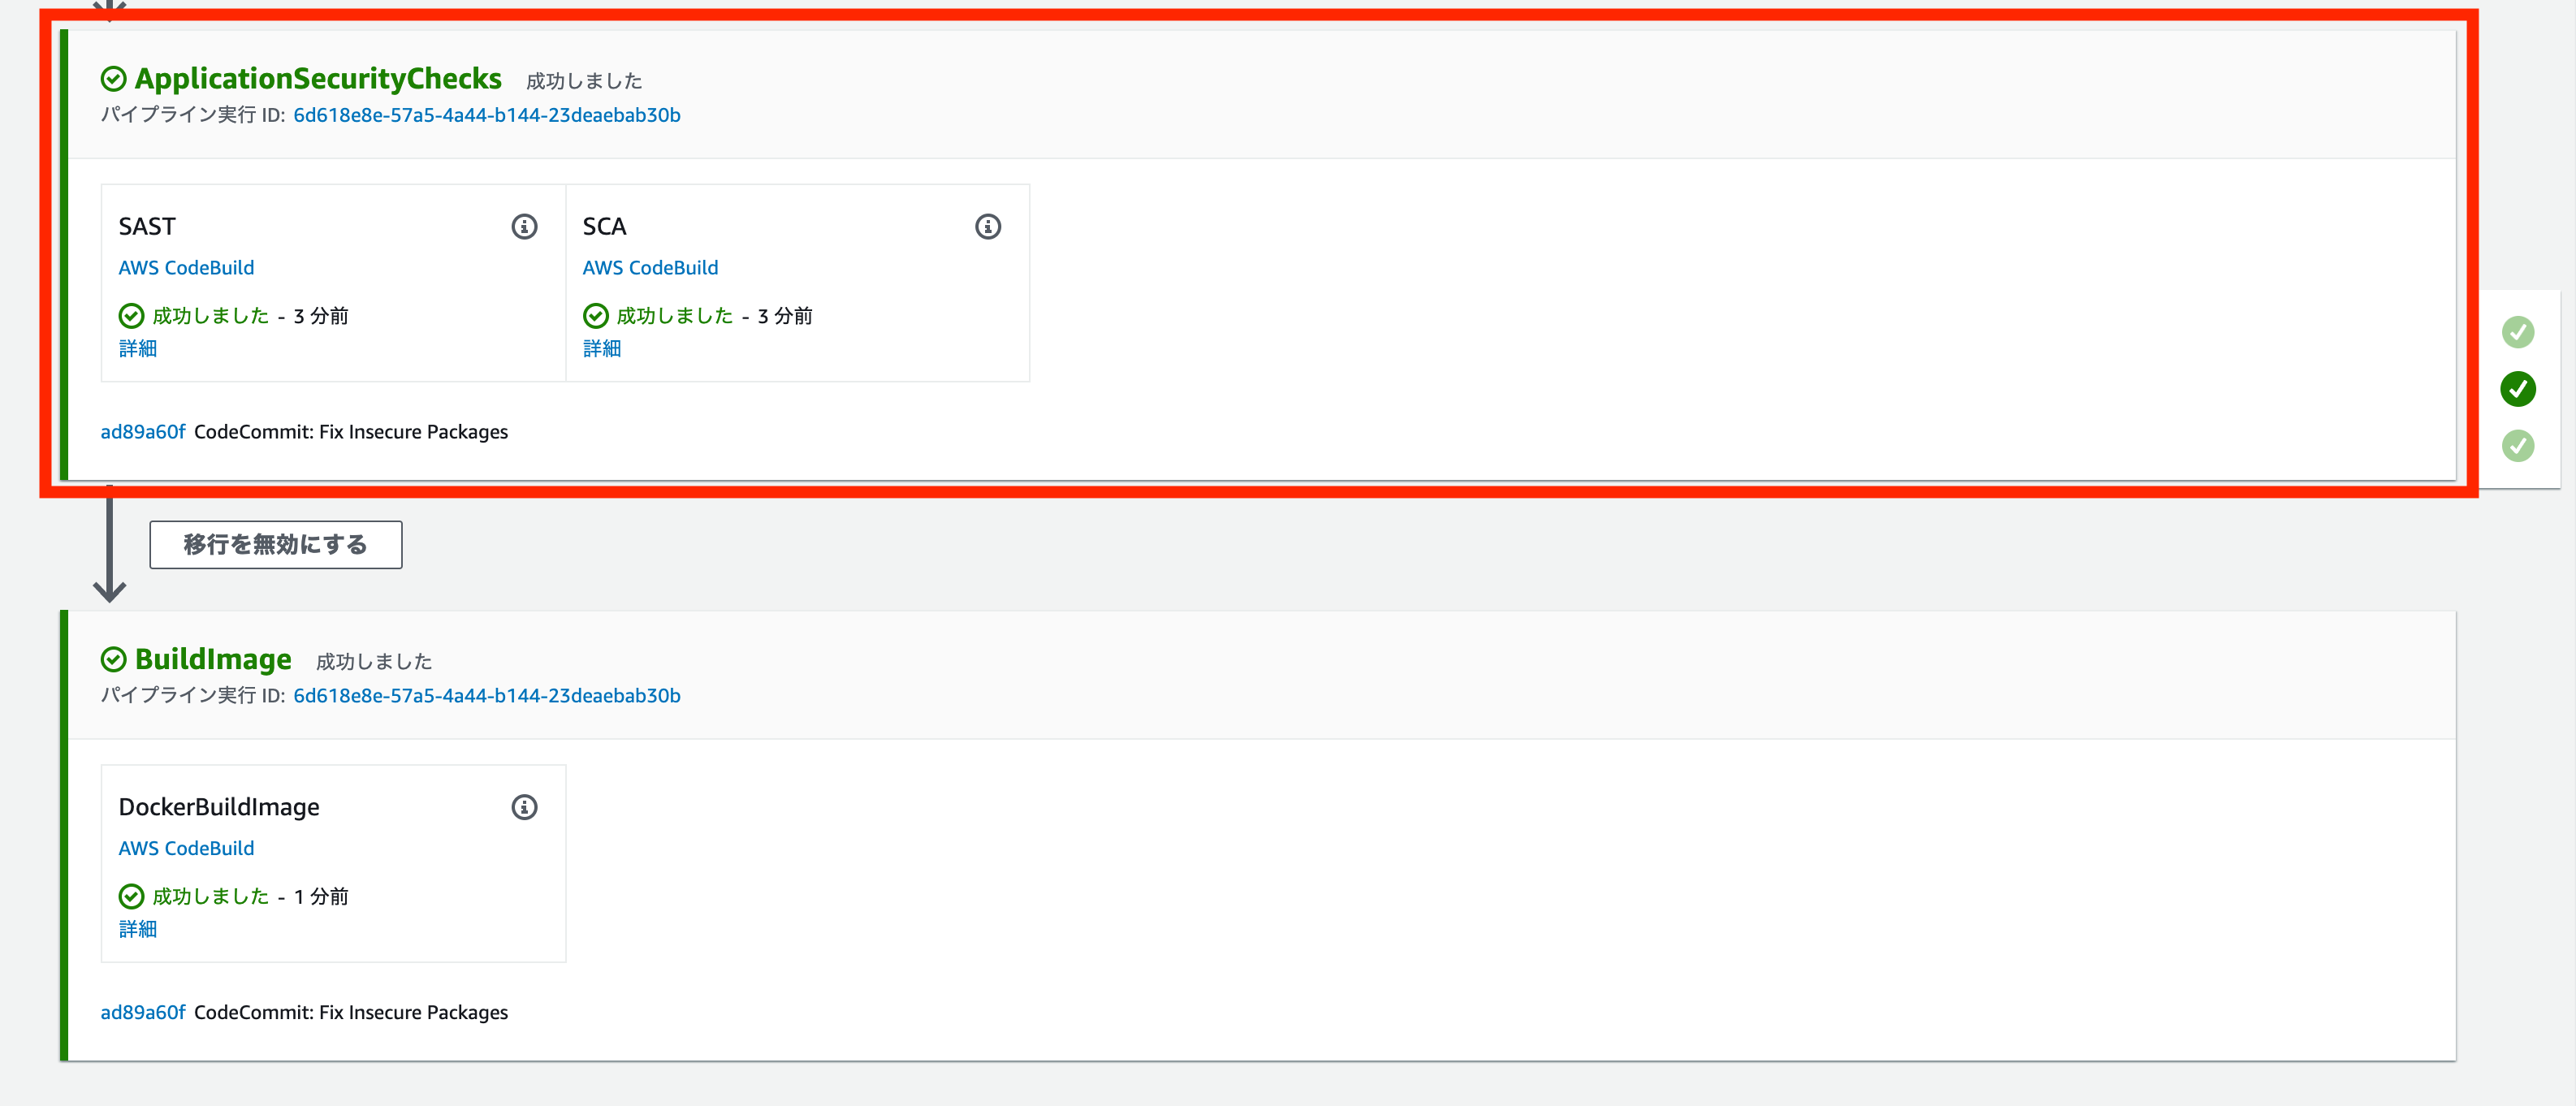 ApplicationSecurityChecks 成功しました
パイプライン実行 ID: 6d618e8e-57a5-4a44-b144-23deaebab30b
SAST
AWS CodeBuild
成功しました - 3 分前
詳細
SCA
AWS CodeBuild
成功しました - 3 分前
詳細
ad89a60f CodeCommit: Fix Insecure Packages
移行を無効にする
BuildImage 成功しました
パイプライン実行 ID: 6d618e8e-57a5-4a44-b144-23deaebab30b
DockerBuildImage
AWS CodeBuild
成功しました - 1 分前
詳細
ad89a60f CodeCommit: Fix Insecure Packages